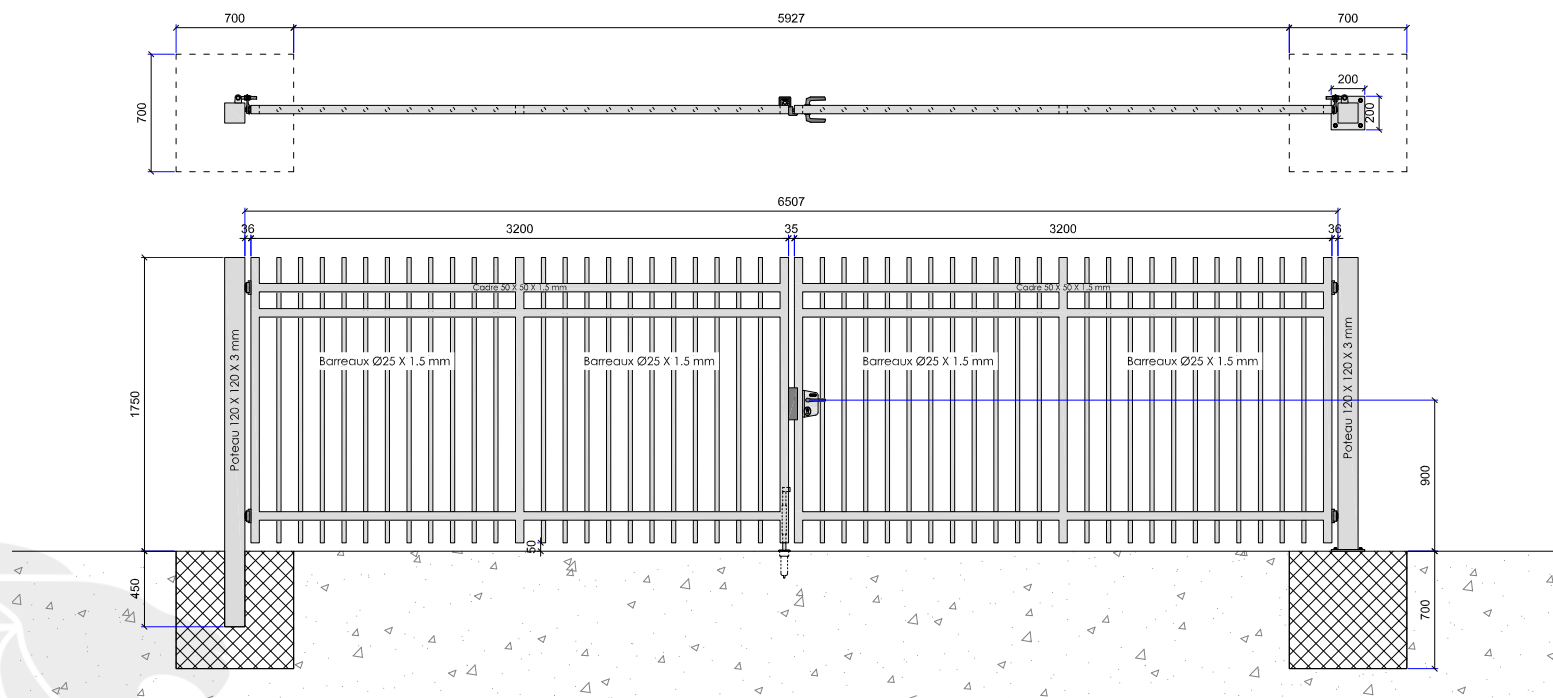 700
5927
700
700
200
200
6507
36
3200
35
3200
36
Cadre 50 X 50 X 1.5 mm
Cadre 50 X 50 X 1.5 mm
Barreaux Ø25 X 1.5 mm
Barreaux Ø25 X 1.5 mm
Barreaux Ø25 X 1.5 mm
Barreaux Ø25 X 1.5 mm
Poteau 120 X 120 X 3 mm
Poteau 120 X 120 X 3 mm
1750
900
50
450
700